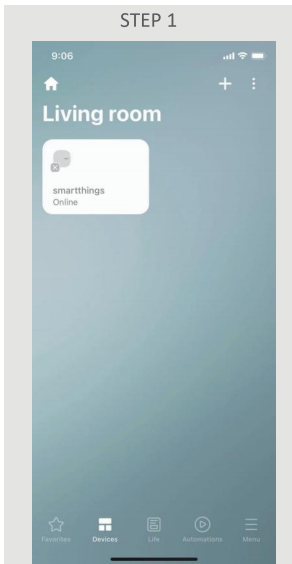 STEP 1
9:06
Living room
smartthings
Online
Favorites Devices Life Automations Menu